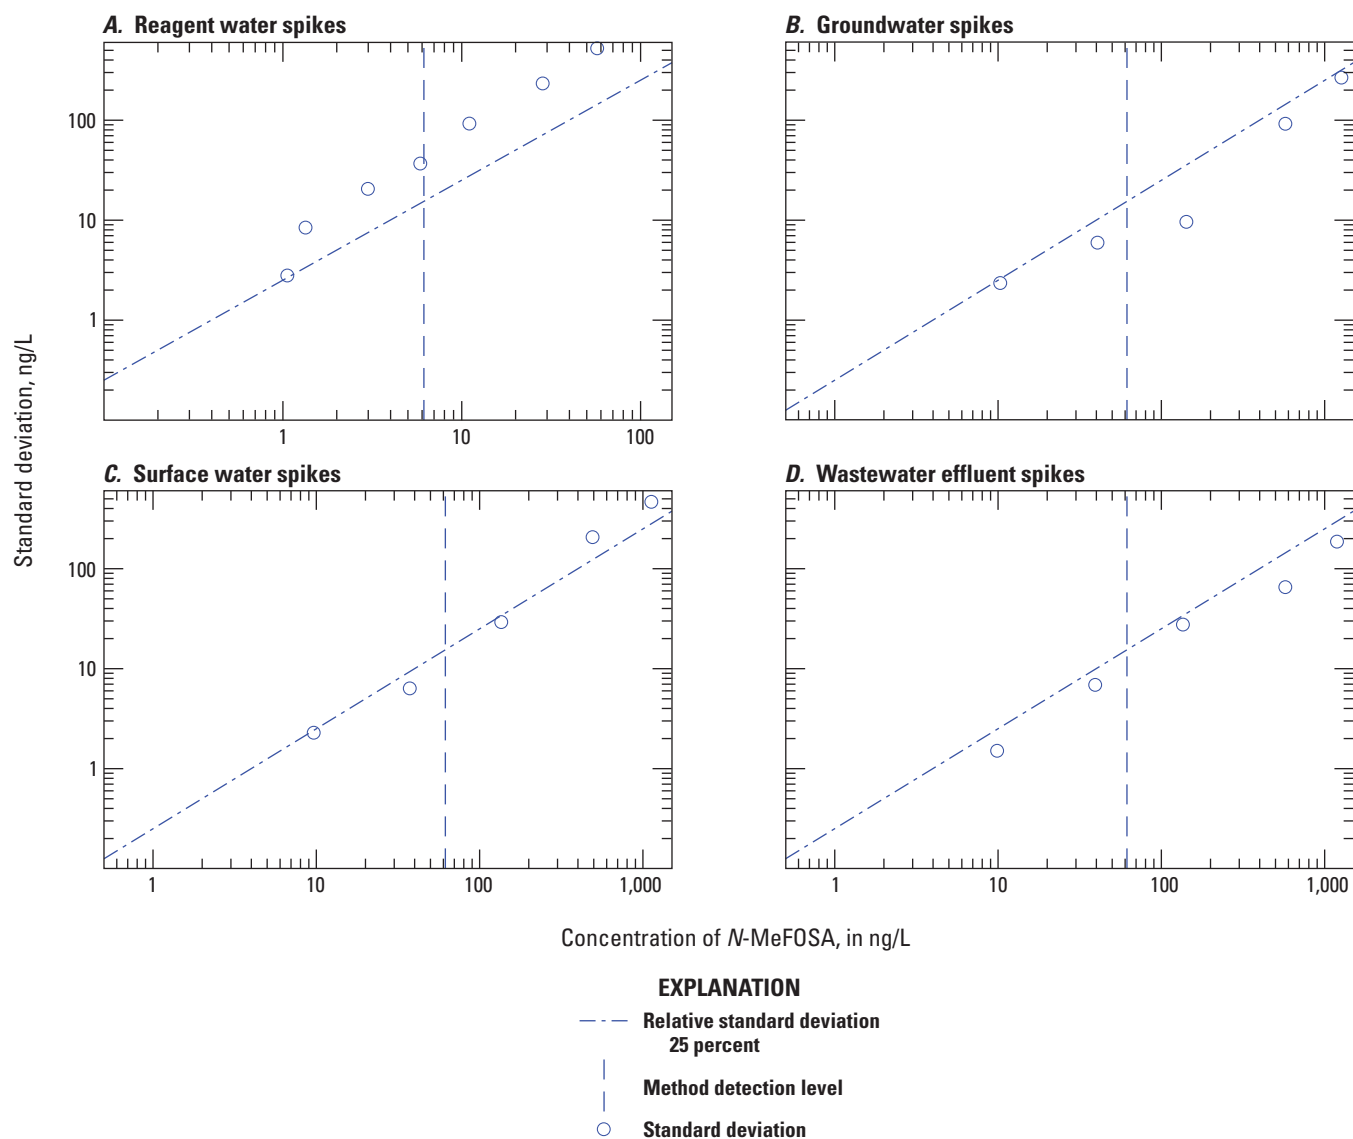 A. Reagent water spikes
B. Groundwater spikes
100
10
1
1 10 100
100
10
1
1 10 100 1,000
C. Surface water spikes
D. Wastewater effluent spikes
100
10
1
1 10 100 1,000
100
10
1
1 10 100 1,000
Standard deviation, ng/L
Concentration of N-MeFOSA, in ng/L
EXPLANATION
Relative standard deviation
25 percent
Method detection level
Standard deviation